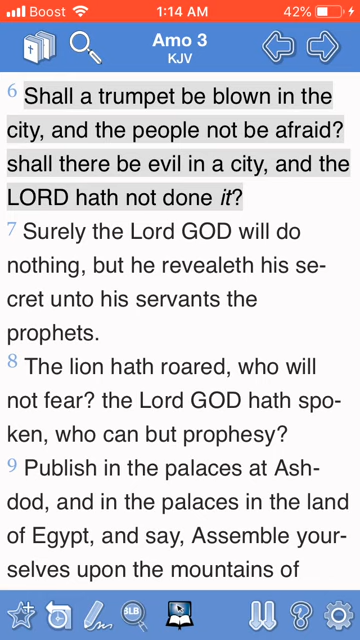 Boost 1:14 AM 42%
Amo 3
KJV
6 Shall a trumpet be blown in the
city, and the people not be afraid?
shall there be evil in a city, and the
LORD hath not done it?
7 Surely the Lord GOD will do
nothing, but he revealeth his se-
cret unto his servants the
prophets.
8 The lion hath roared, who will
not fear? the Lord GOD hath spo-
ken, who can but prophesy?
9 Publish in the palaces at Ash-
dod, and in the palaces in the land
of Egypt, and say, Assemble your-
selves upon the mountains of
BLB
?